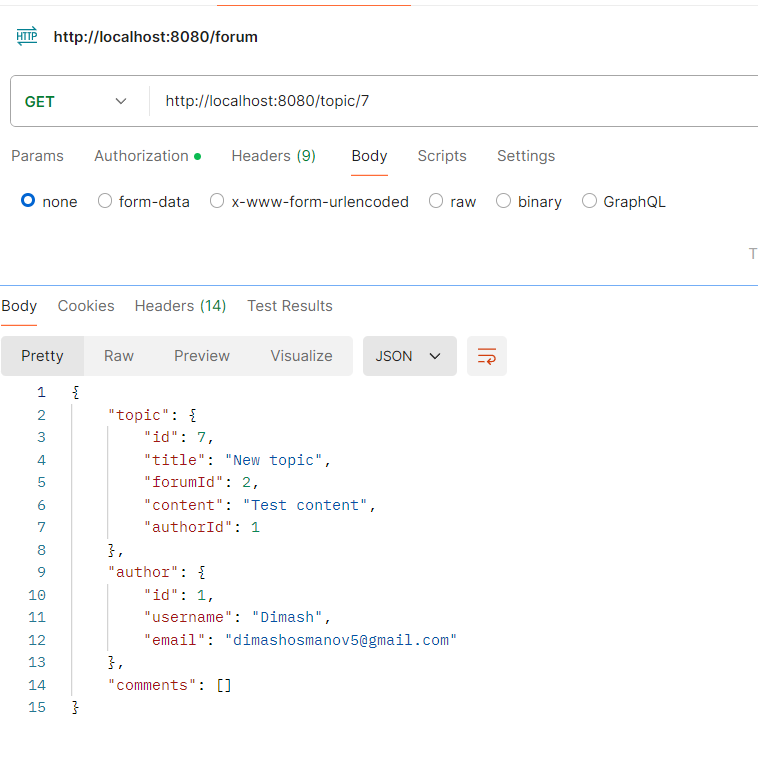 HTTP http://localhost:8080/forum
GET http://localhost:8080/topic/7
Params Authorization Headers (9) Body Scripts Settings
none form-data x-www-form-urlencoded raw binary GraphQL
T
Body Cookies Headers (14) Test Results
Pretty Raw Preview Visualize JSON
1 {
2 "topic": {
3 "id": 7,
4 "title": "New topic",
5 "forumId": 2,
6 "content": "Test content",
7 "authorId": 1
8 },
9 "author": {
10 "id": 1,
11 "username": "Dimash",
12 "email": "dimashosmanov5@gmail.com"
13 },
14 "comments": []
15 }